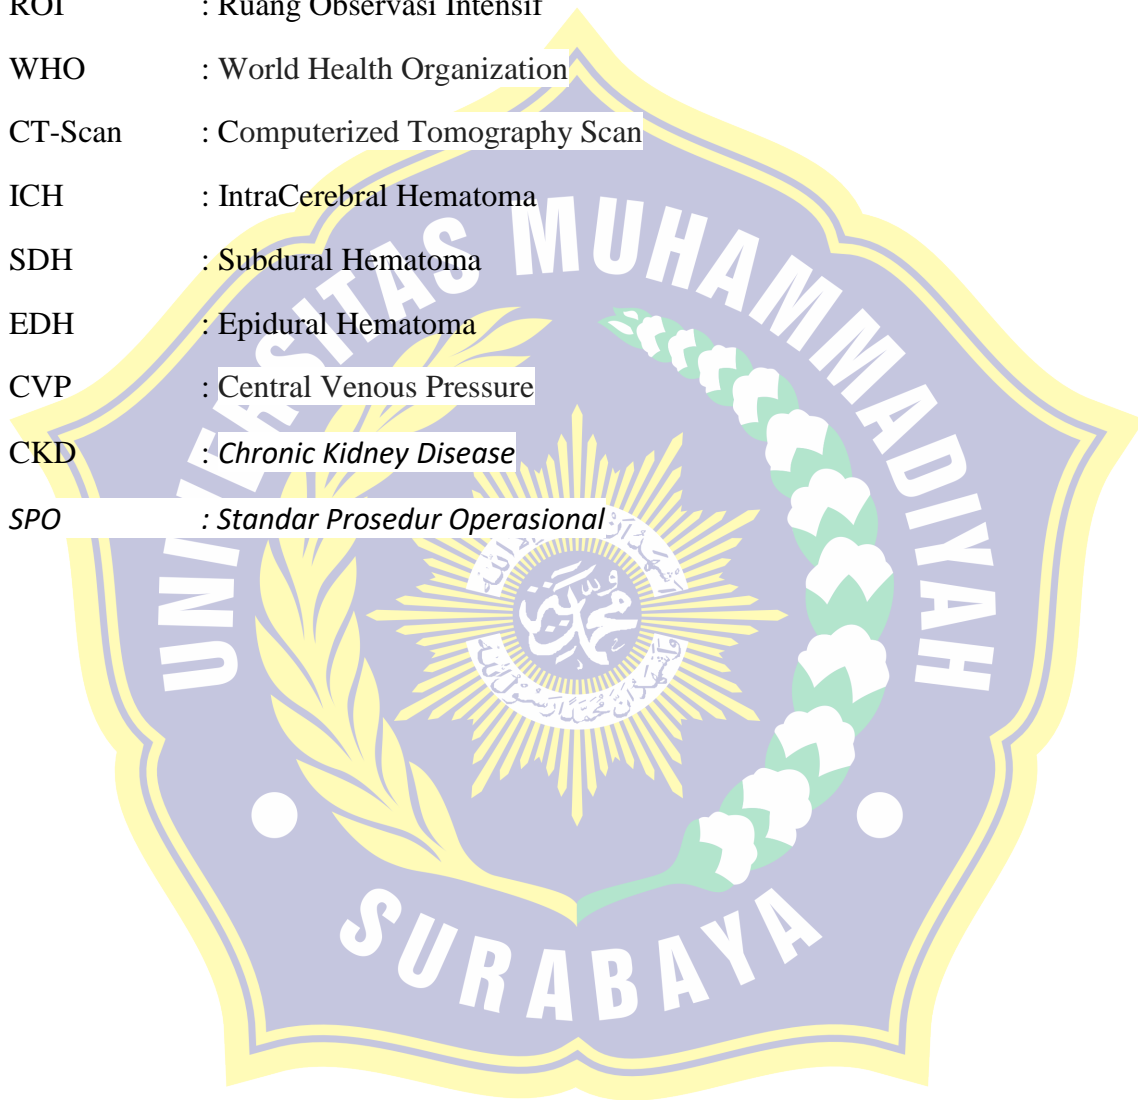 ROI : Ruang Observasi Intensif
WHO : World Health Organization
CT-Scan : Computerized Tomography Scan
ICH : IntraCerebral Hematoma
SDH : Subdural Hematoma
EDH : Epidural Hematoma
CVP : Central Venous Pressure
CKD : Chronic Kidney Disease
SPO : Standar Prosedur Operasional
UNIVERSITAS MUHAMMADIYAH
SURABAYA
محمد